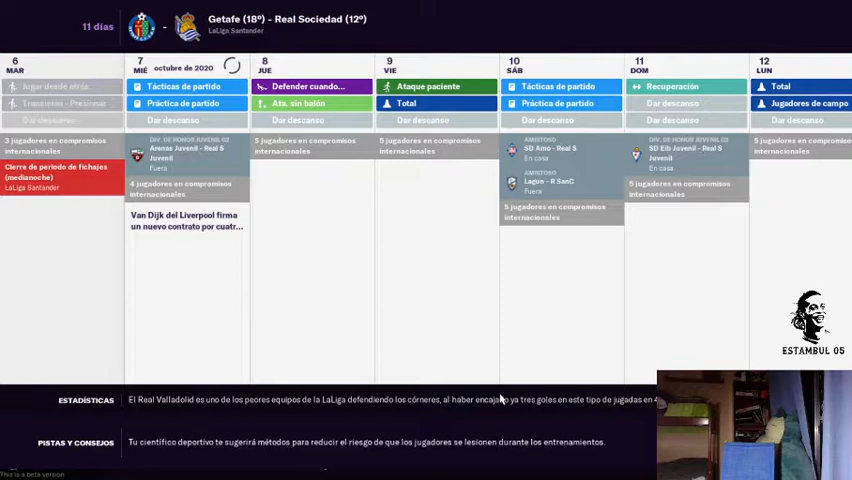 11 días
Getafe (18º) - Real Sociedad (12º)
LaLiga Santander
6
MAR
Jugar desde atrás...
Transición - Presionar
Dar descanso
3 jugadores en compromisos
internacionales
Cierre de periodo de fichajes
(medianoche)
LaLiga Santander
7
MIÉ octubre de 2020
Tácticas de partido
Práctica de partido
Dar descanso
DIV. DE HONOR JUVENIL G2
Arenas Juvenil - Real S
Juvenil
Fuera
4 jugadores en compromisos
internacionales
Van Dijk del Liverpool firma
un nuevo contrato por cuatr...
8
JUE
Defender cuando...
Ata. sin balón
Dar descanso
5 jugadores en compromisos
internacionales
9
VIE
Ataque paciente
Total
Dar descanso
5 jugadores en compromisos
internacionales
10
SÁB
Tácticas de partido
Práctica de partido
Dar descanso
AMISTOSO
SD Amo - Real S
En casa
AMISTOSO
Lagun - R SanC
Fuera
5 jugadores en compromisos
internacionales
11
DOM
Recuperación
Dar descanso
Dar descanso
DIV. DE HONOR JUVENIL G2
SD Eib Juvenil - Real S
Juvenil
En casa
5 jugadores en compromisos
internacionales
12
LUN
Total
Jugadores de campo
Dar descanso
5 jugadores en compromisos
internacionales
ESTAMBUL 05
ESTADÍSTICAS
El Real Valladolid es uno de los peores equipos de la LaLiga defendiendo los córneres, al haber encajado ya tres goles en este tipo de jugadas en 4
PISTAS Y CONSEJOS
Tu científico deportivo te sugerirá métodos para reducir el riesgo de que los jugadores se lesionen durante los entrenamientos.
This is a beta version